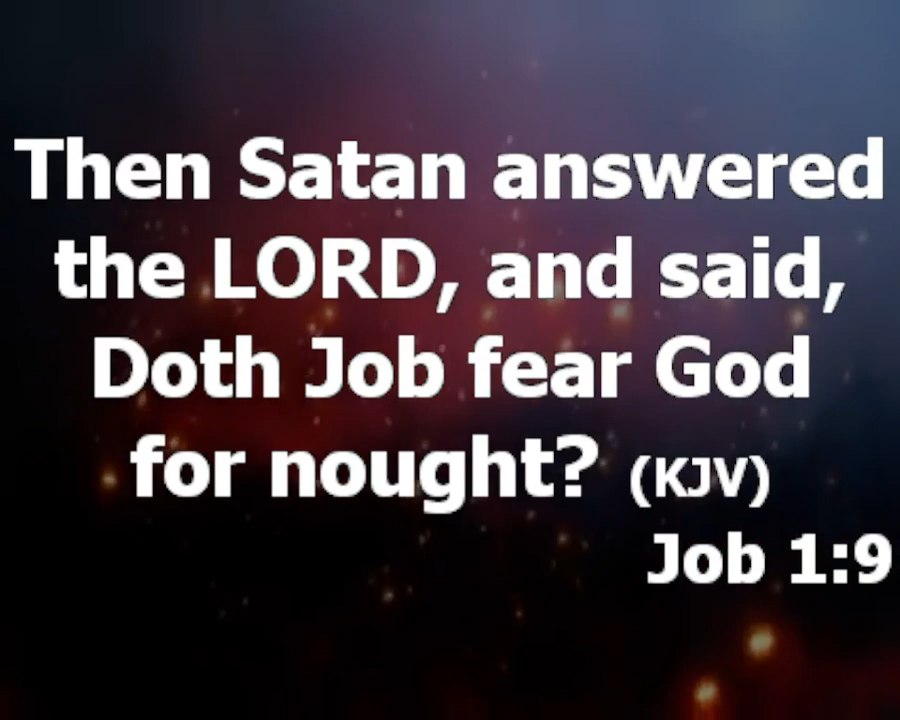 Then Satan answered
the LORD, and said,
Doth Job fear God
for nought? (KJV)
Job 1:9